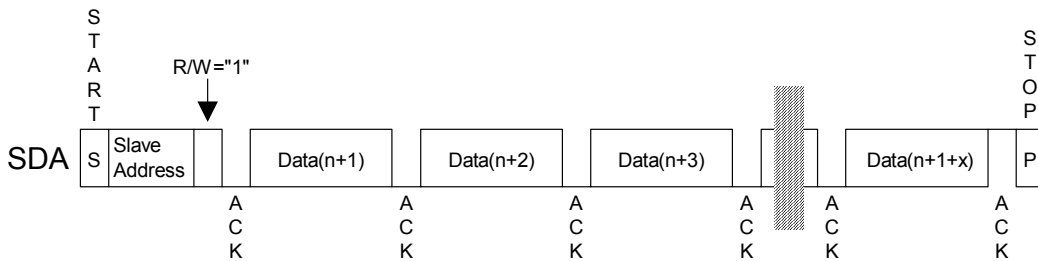 START
STOP
R/W="1"
SDA
S
Slave
Address
Data(n+1)
Data(n+2)
Data(n+3)
Data(n+1+x)
P
ACK
ACK
ACK
ACK
ACK
ACK